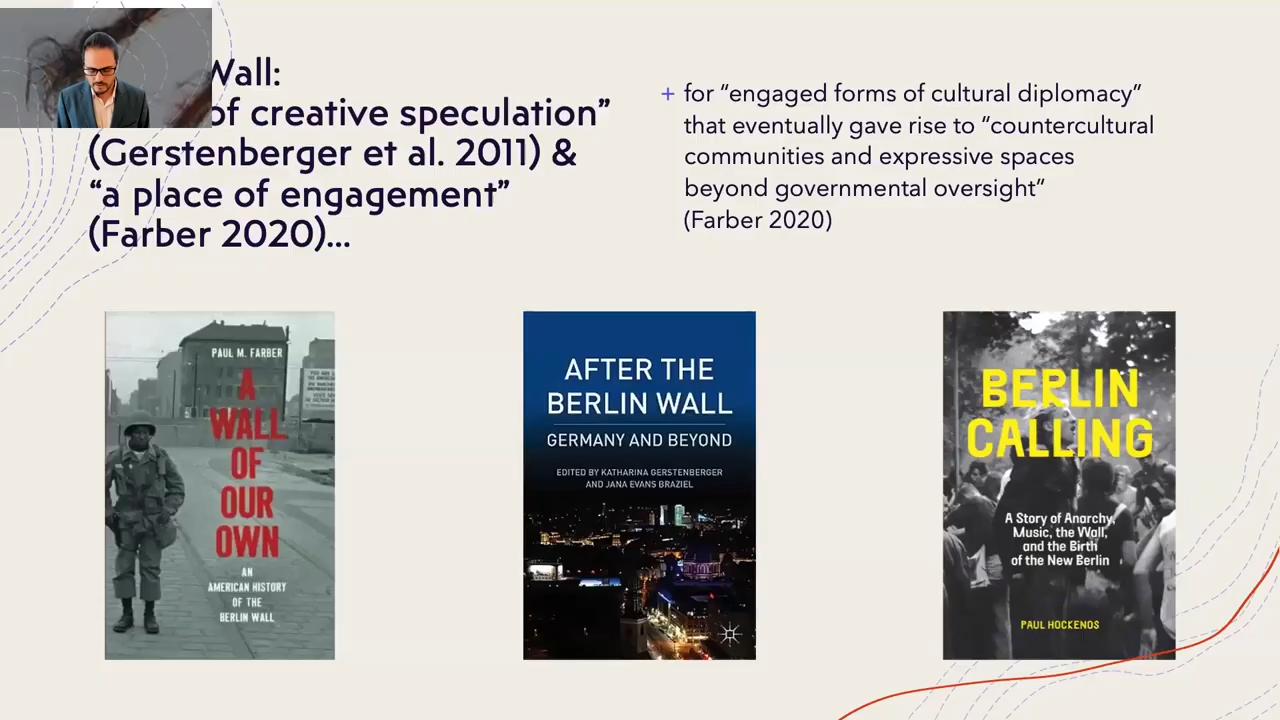 Wall:
of creative speculation”
(Gerstenberger et al. 2011) &
“a place of engagement”
(Farber 2020)...
+ for “engaged forms of cultural diplomacy”
that eventually gave rise to “countercultural
communities and expressive spaces
beyond governmental oversight”
(Farber 2020)
PAUL M. FARBER
A
WALL
OF
OUR
OWN
AN
AMERICAN HISTORY
OF THE
BERLIN WALL
AFTER THE
BERLIN WALL
GERMANY AND BEYOND
EDITED BY KATHARINA GERSTENBERGER
AND JANA EVANS BRAZIEL
BERLIN
CALLING
A Story of Anarchy,
Music, the Wall,
and the Birth
of the New Berlin
PAUL HOCKENOS